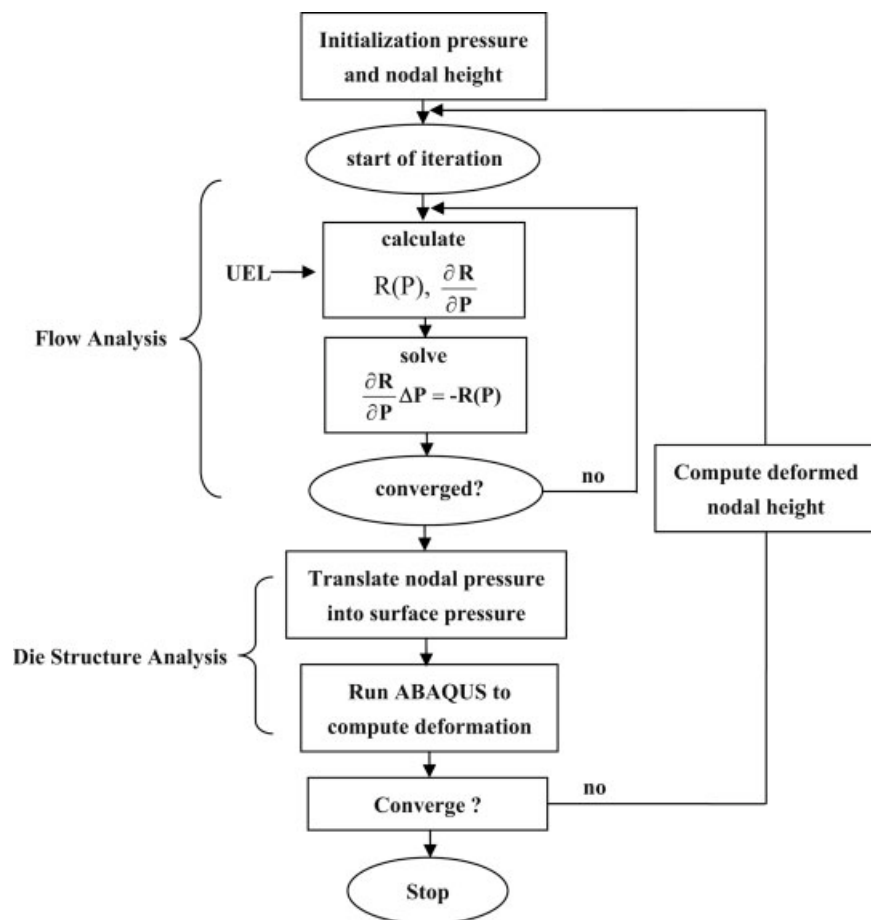 Initialization pressure
and nodal height
start of iteration
calculate
UEL
R(P), ∂R/∂P
Flow Analysis
solve
∂R/∂P ΔP = -R(P)
converged?
no
Compute deformed
nodal height
Translate nodal pressure
into surface pressure
Die Structure Analysis
Run ABAQUS to
compute deformation
Converge ?
no
Stop